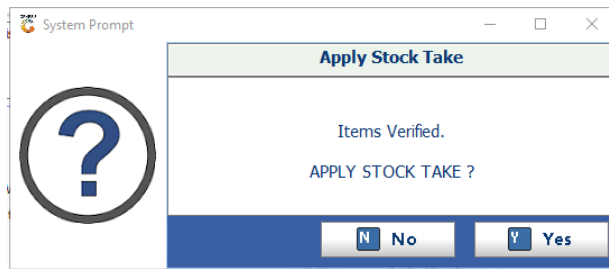 System Prompt
Apply Stock Take
?
Items Verified.
APPLY STOCK TAKE ?
N No
Y Yes